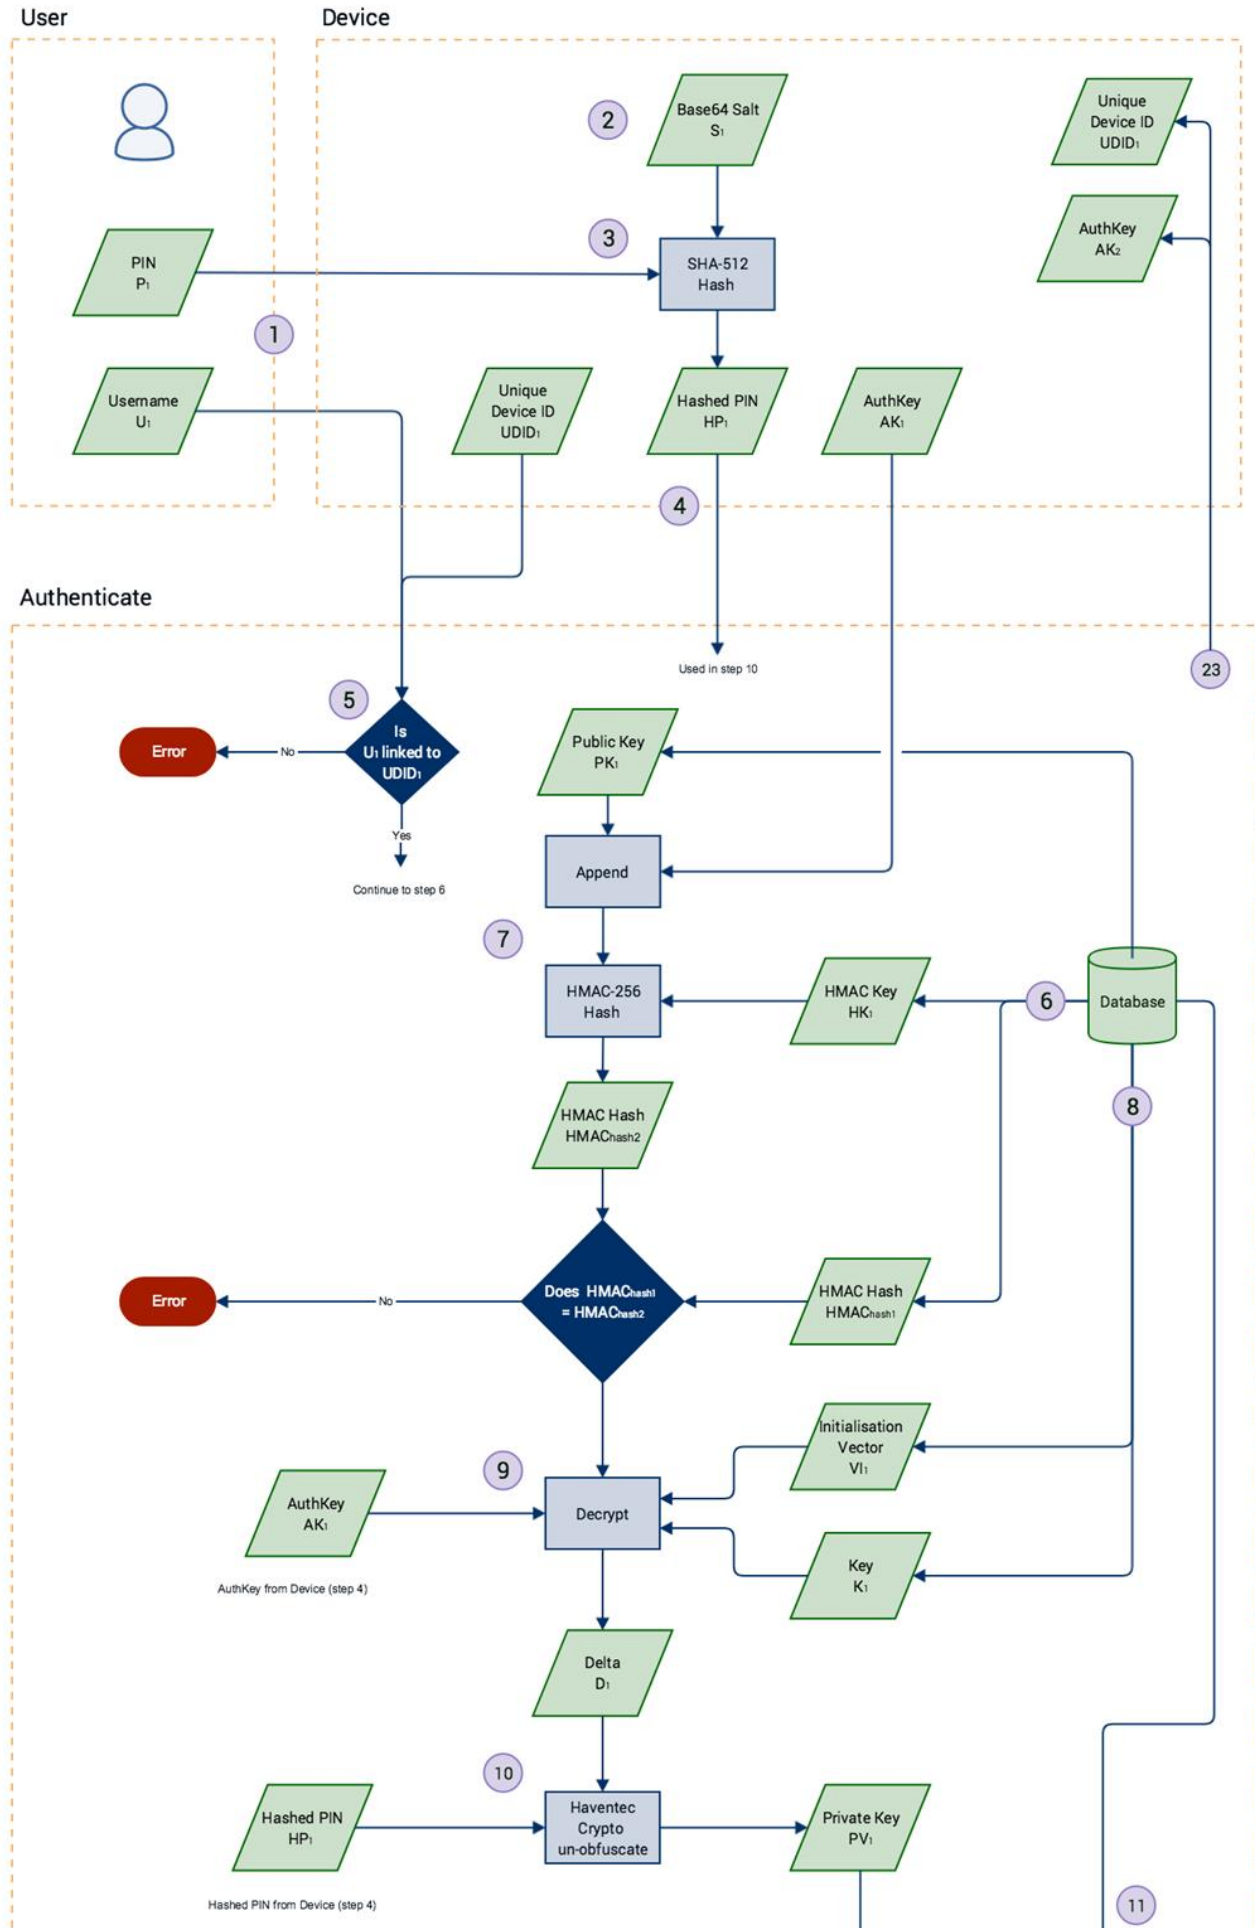 User
Device
2
Base64 Salt
S1
Unique
Device ID
UDID1
3
SHA-512
Hash
AuthKey
AK2
PIN
P1
1
Username
U1
Unique
Device ID
UDID1
Hashed PIN
HP1
AuthKey
AK1
4
Authenticate
Used in step 10
23
5
Is
U1 linked to
UDID1
No
Error
Yes
Continue to step 6
Public Key
PK1
Append
7
HMAC-256
Hash
HMAC Key
HK1
6
Database
8
HMAC Hash
HMAChash2
Does HMAChash1
= HMAChash2
No
Error
HMAC Hash
HMAChash1
Initialisation
Vector
VI1
9
AuthKey
AK1
Decrypt
Key
K1
AuthKey from Device (step 4)
Delta
D1
10
Hashed PIN
HP1
Haventec
Crypto
un-obfuscate
Private Key
PV1
Hashed PIN from Device (step 4)
11